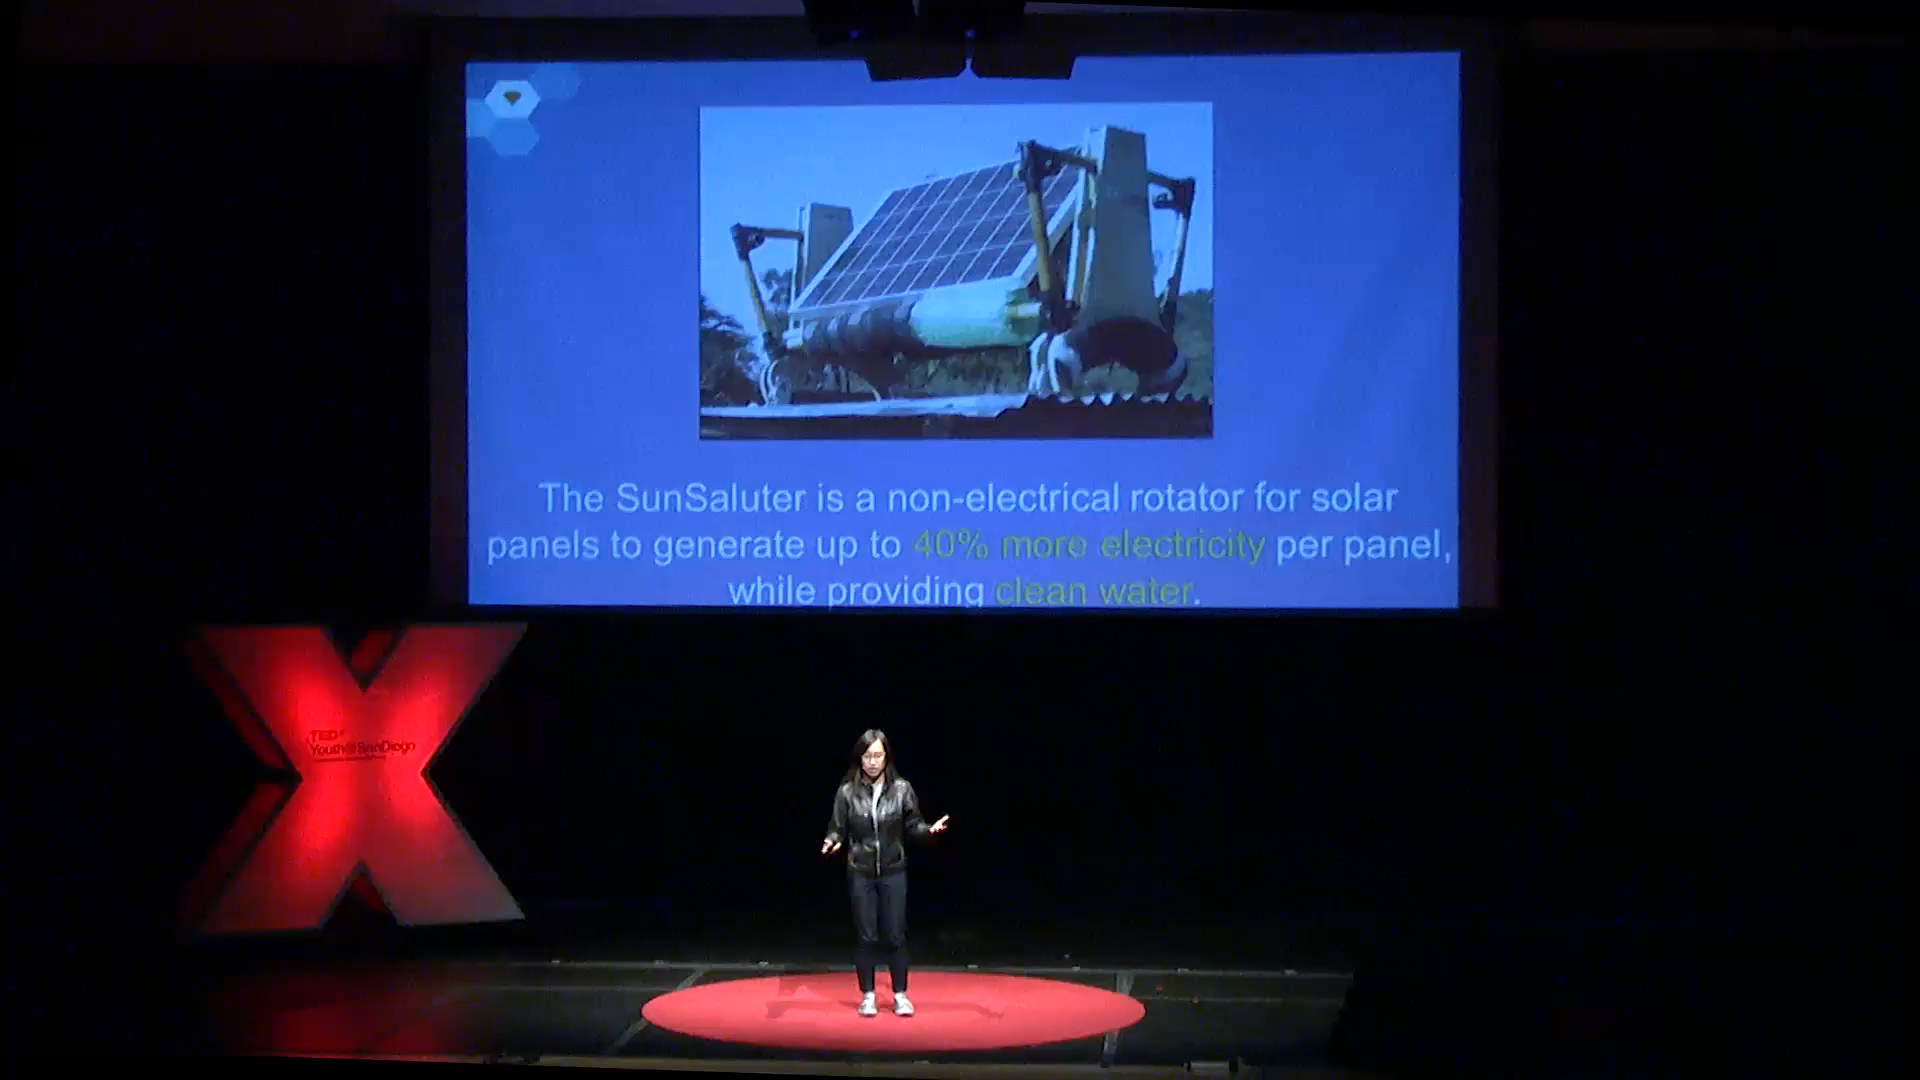 The SunSaluter is a non-electrical rotator for solar
panels to generate up to 40% more electricity per panel,
while providing clean water.
X
TEDx
Youth@SanDiego